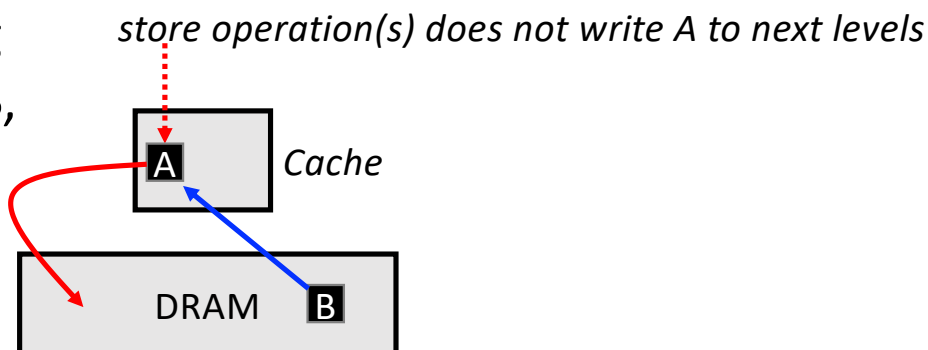 store operation(s) does not write A to next levels
A
Cache
DRAM
B